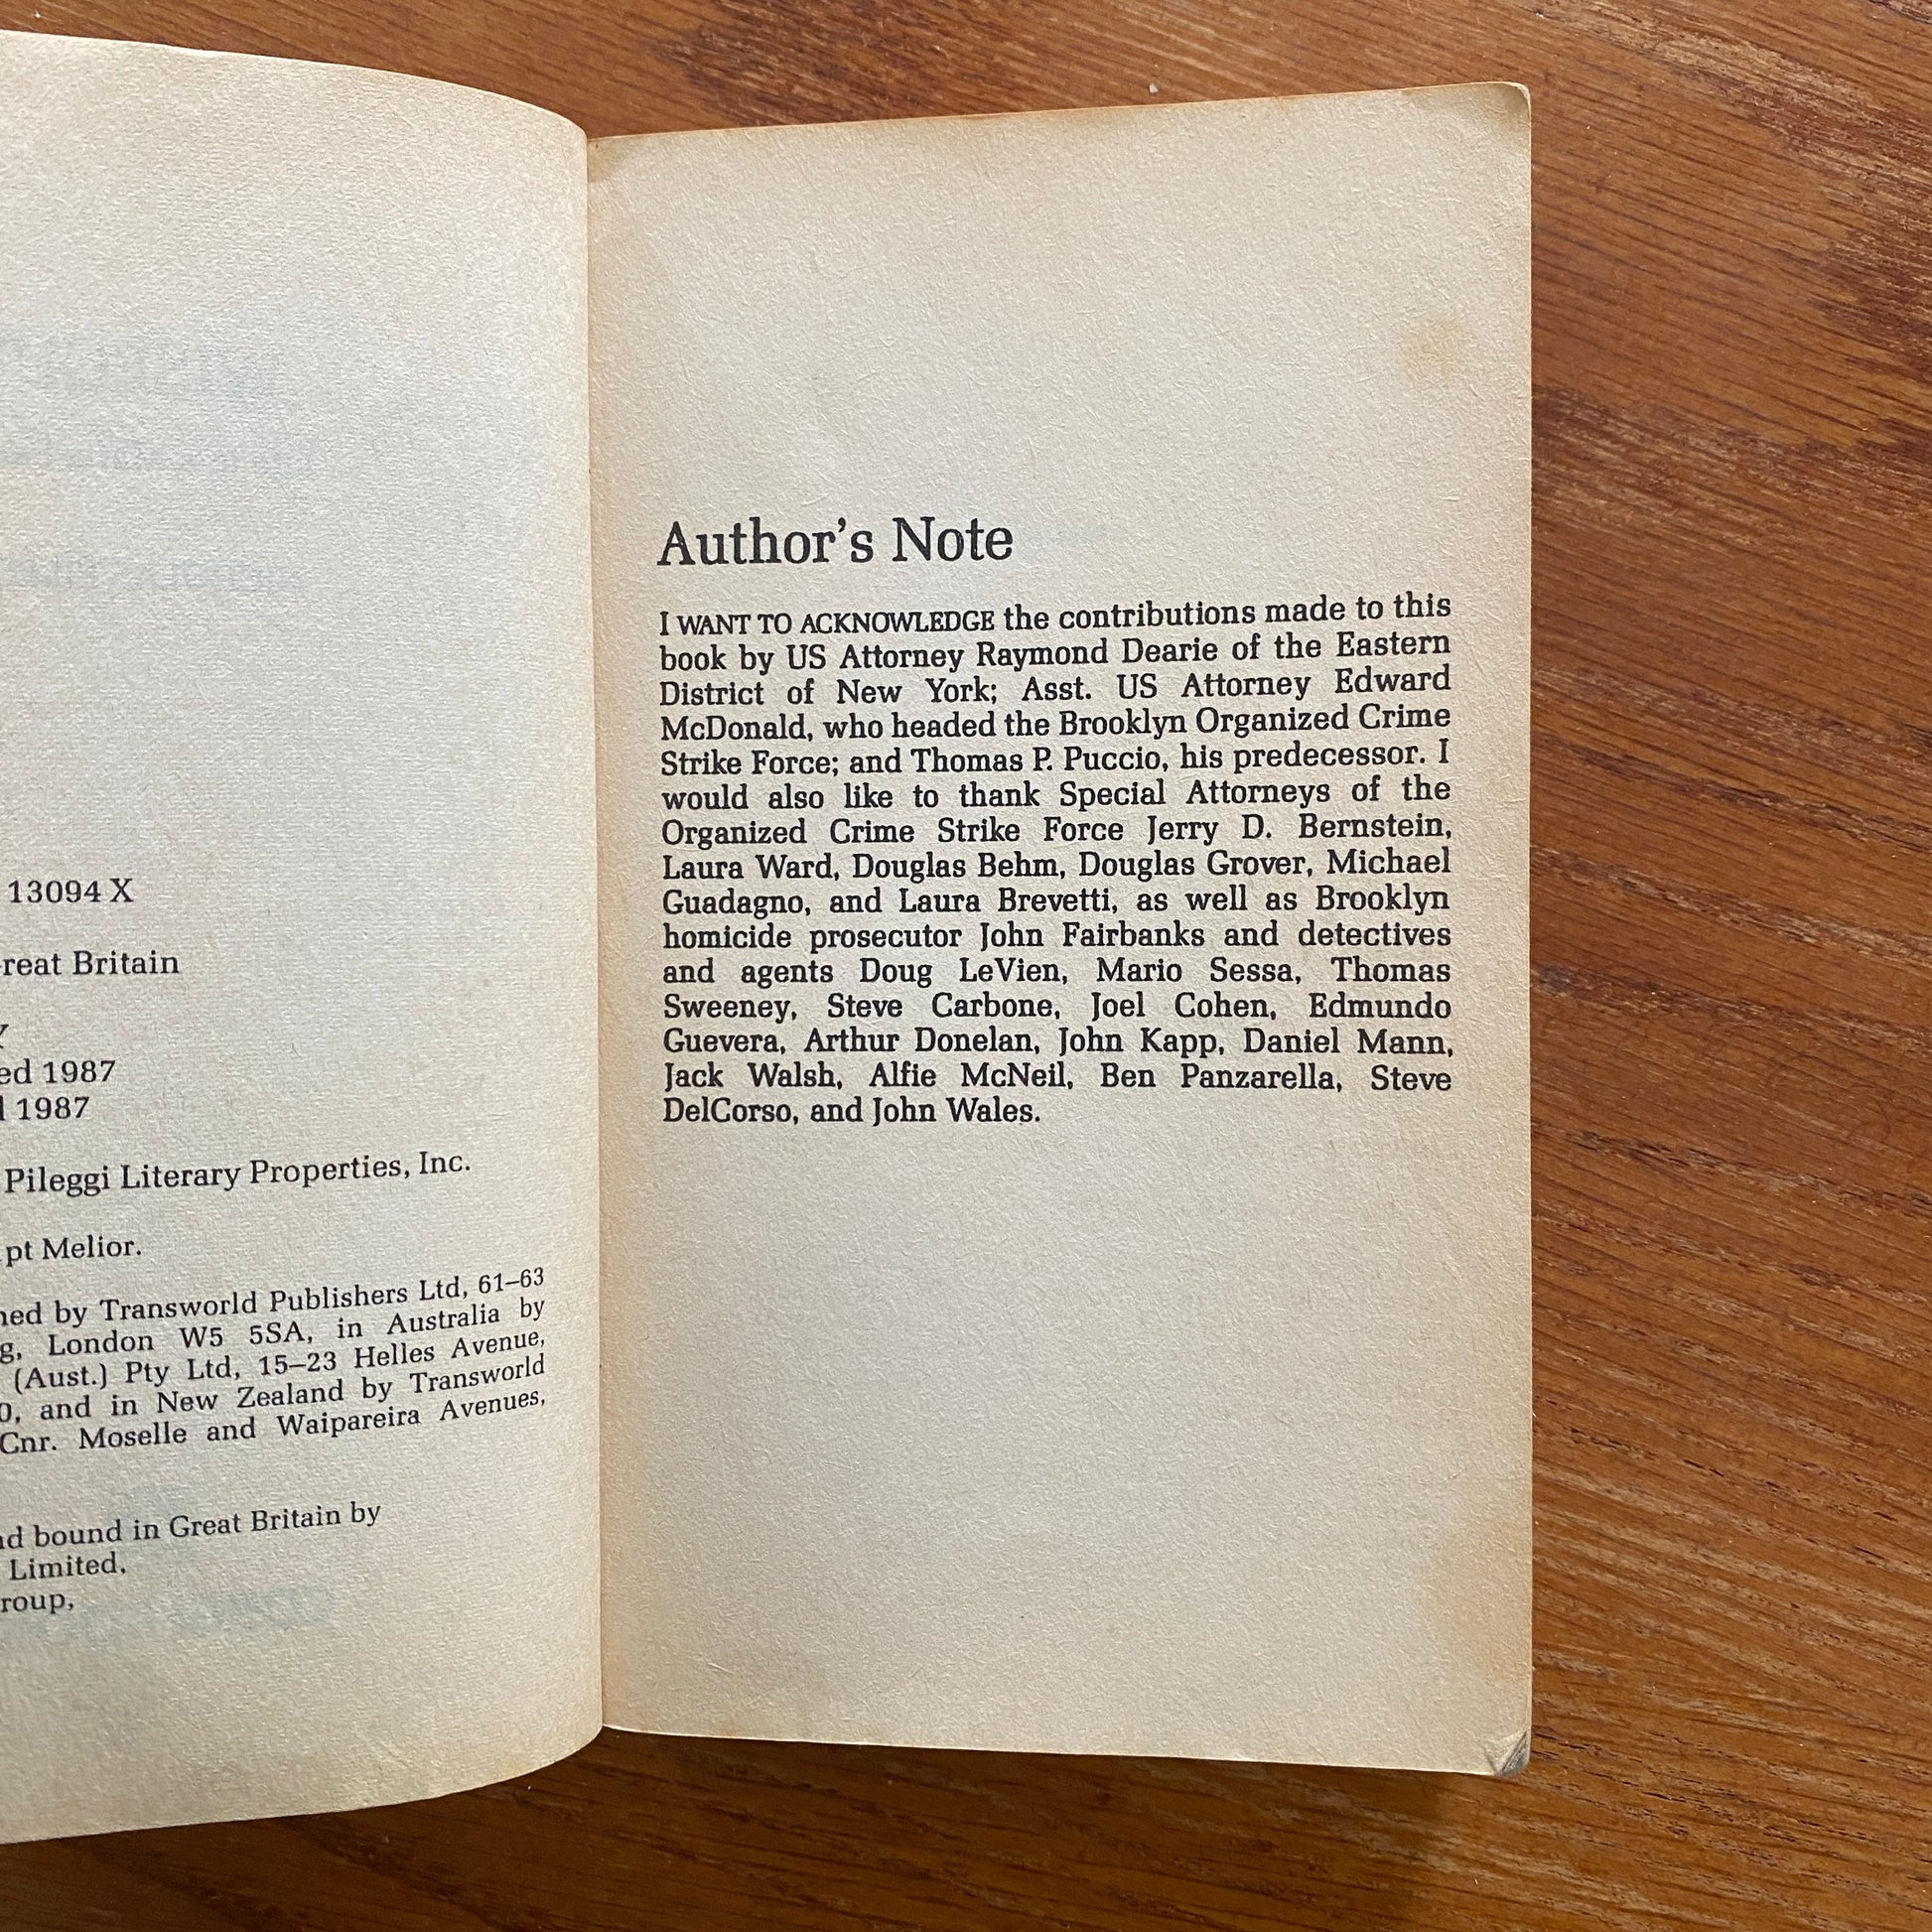 13094 X
reat Britain
ed 1987
1987
Pileggi Literary Properties, Inc.
pt Melior.
ned by Transworld Publishers Ltd, 61–63
g, London W5 5SA, in Australia by
(Aust.) Pty Ltd, 15–23 Helles Avenue,
0, and in New Zealand by Transworld
Cnr. Moselle and Waipareira Avenues,
nd bound in Great Britain by
Limited,
roup,
Author's Note
I WANT TO ACKNOWLEDGE the contributions made to this
book by US Attorney Raymond Dearie of the Eastern
District of New York; Asst. US Attorney Edward
McDonald, who headed the Brooklyn Organized Crime
Strike Force; and Thomas P. Puccio, his predecessor. I
would also like to thank Special Attorneys of the
Organized Crime Strike Force Jerry D. Bernstein,
Laura Ward, Douglas Behm, Douglas Grover, Michael
Guadagno, and Laura Brevetti, as well as Brooklyn
homicide prosecutor John Fairbanks and detectives
and agents Doug LeVien, Mario Sessa, Thomas
Sweeney, Steve Carbone, Joel Cohen, Edmundo
Guevera, Arthur Donelan, John Kapp, Daniel Mann,
Jack Walsh, Alfie McNeil, Ben Panzarella, Steve
DelCorso, and John Wales.